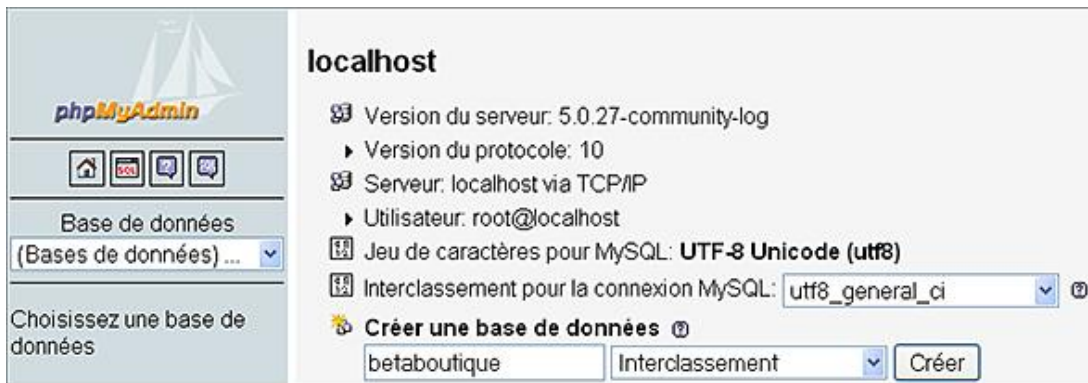 phpMyAdmin
SQL
Base de données
(Bases de données) ...
Choisissez une base de
données
localhost
Version du serveur: 5.0.27-community-log
Version du protocole: 10
Serveur: localhost via TCP/IP
Utilisateur: root@localhost
Jeu de caractères pour MySQL: UTF-8 Unicode (utf8)
Interclassement pour la connexion MySQL: utf8_general_ci
Créer une base de données
betaboutique Interclassement Créer